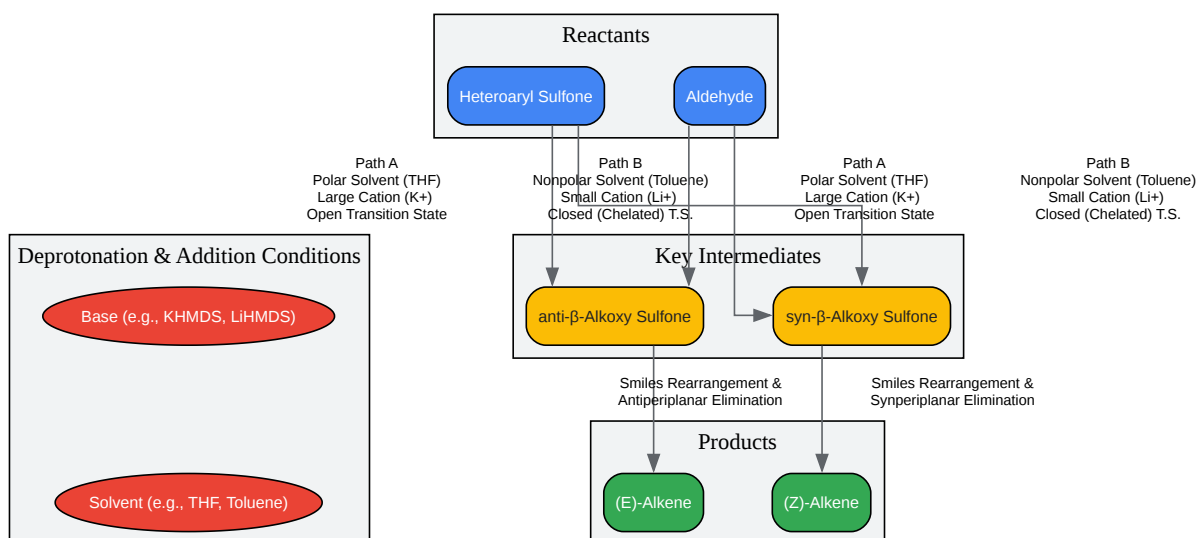 Reactants
Heteroaryl Sulfone
Aldehyde
Path A
Polar Solvent (THF)
Large Cation (K+)
Open Transition State
Path B
Nonpolar Solvent (Toluene)
Small Cation (Li+)
Closed (Chelated) T.S.
Path A
Polar Solvent (THF)
Large Cation (K+)
Open Transition State
Path B
Nonpolar Solvent (Toluene)
Small Cation (Li+)
Closed (Chelated) T.S.
Deprotonation & Addition Conditions
Base (e.g., KHMDS, LiHMDS)
Solvent (e.g., THF, Toluene)
Key Intermediates
anti-β-Alkoxy Sulfone
syn-β-Alkoxy Sulfone
Smiles Rearrangement &
Antiperiplanar Elimination
Smiles Rearrangement &
Synperiplanar Elimination
Products
(E)-Alkene
(Z)-Alkene